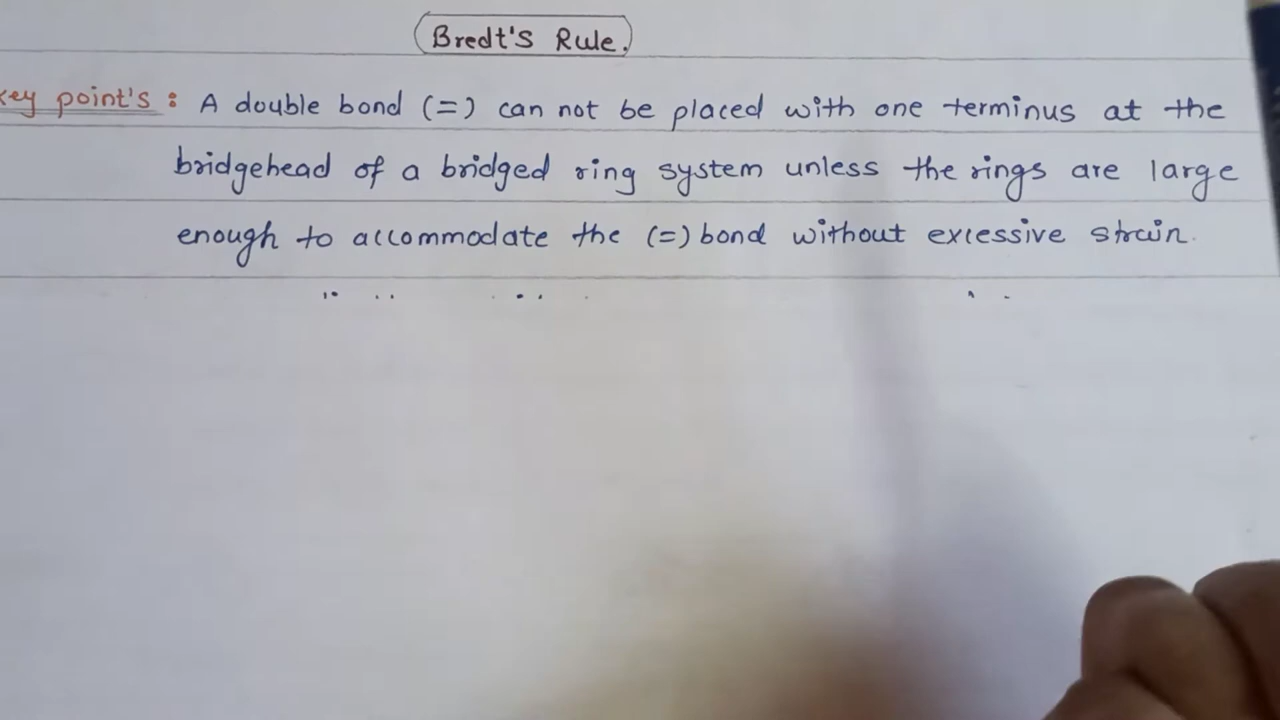 Bredt's Rule.
key point's : A double bond (=) can not be placed with one terminus at the
bridgehead of a bridged ring system unless the rings are large
enough to accommodate the (=) bond without excessive strain.